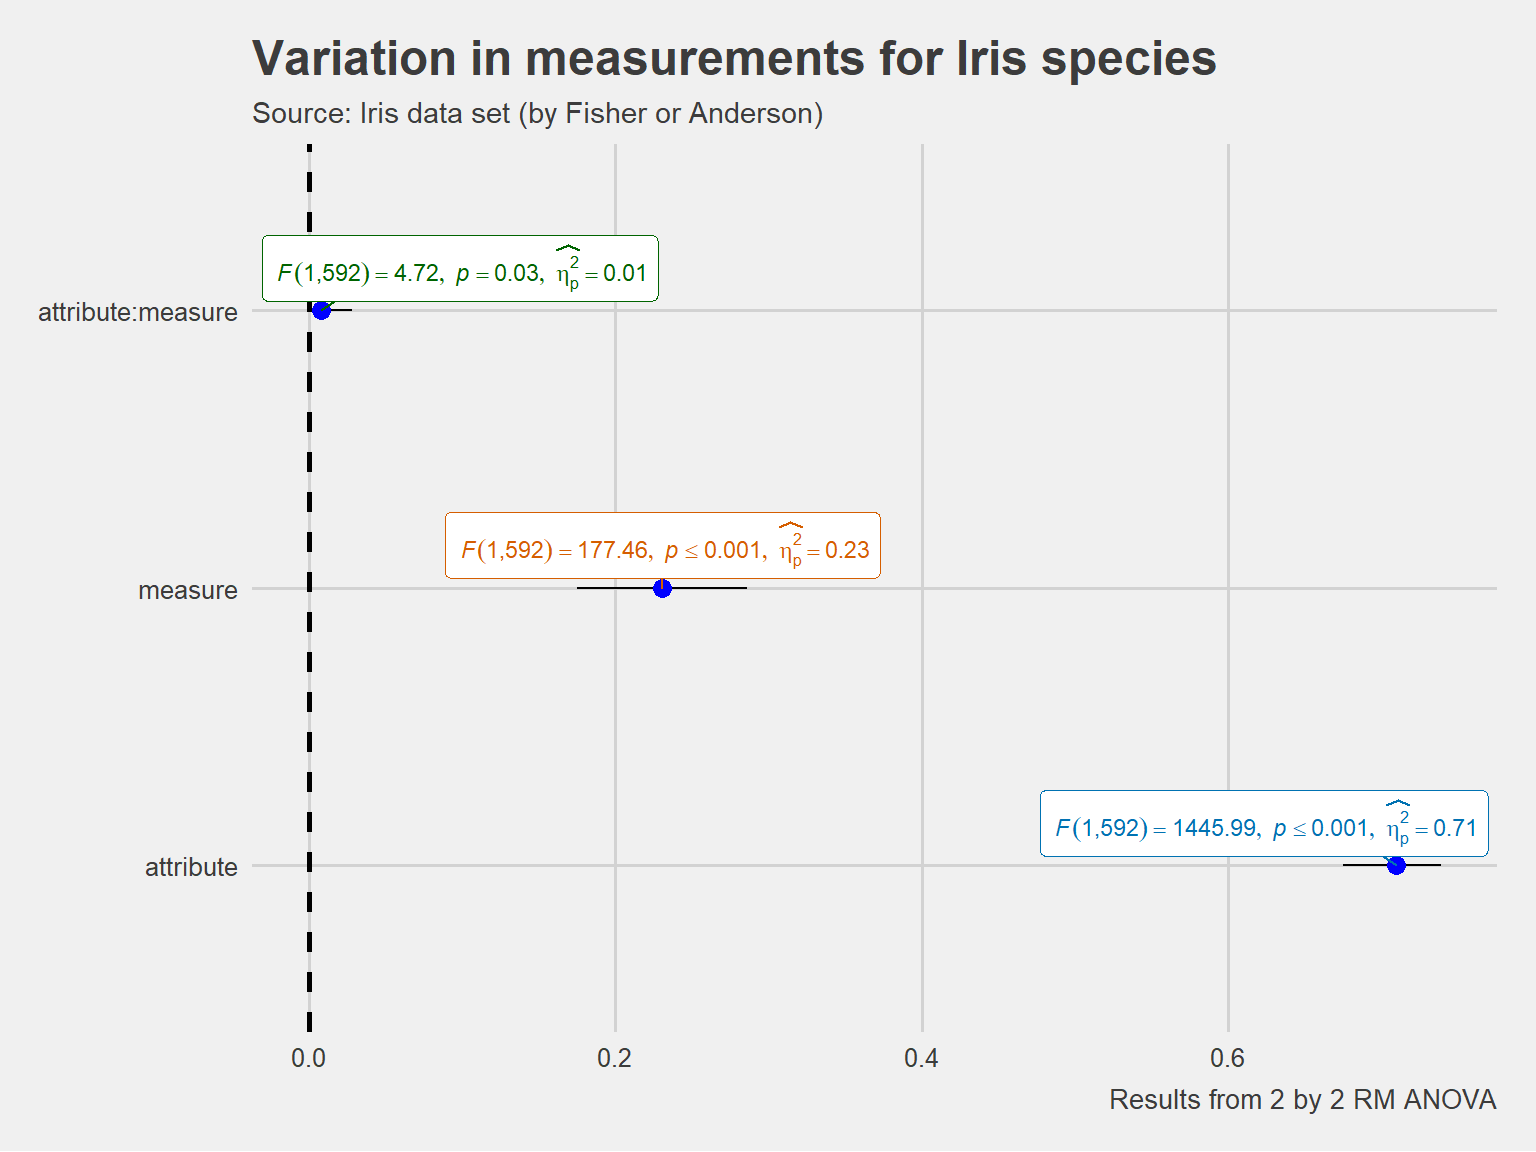 Variation in measurements for Iris species
Source: Iris data set (by Fisher or Anderson)
F(1,592) = 4.72, p = 0.03, η̂²ₚ = 0.01
attribute:measure
F(1,592) = 177.46, p ≤ 0.001, η̂²ₚ = 0.23
measure
F(1,592) = 1445.99, p ≤ 0.001, η̂²ₚ = 0.71
attribute
0.0 0.2 0.4 0.6
Results from 2 by 2 RM ANOVA